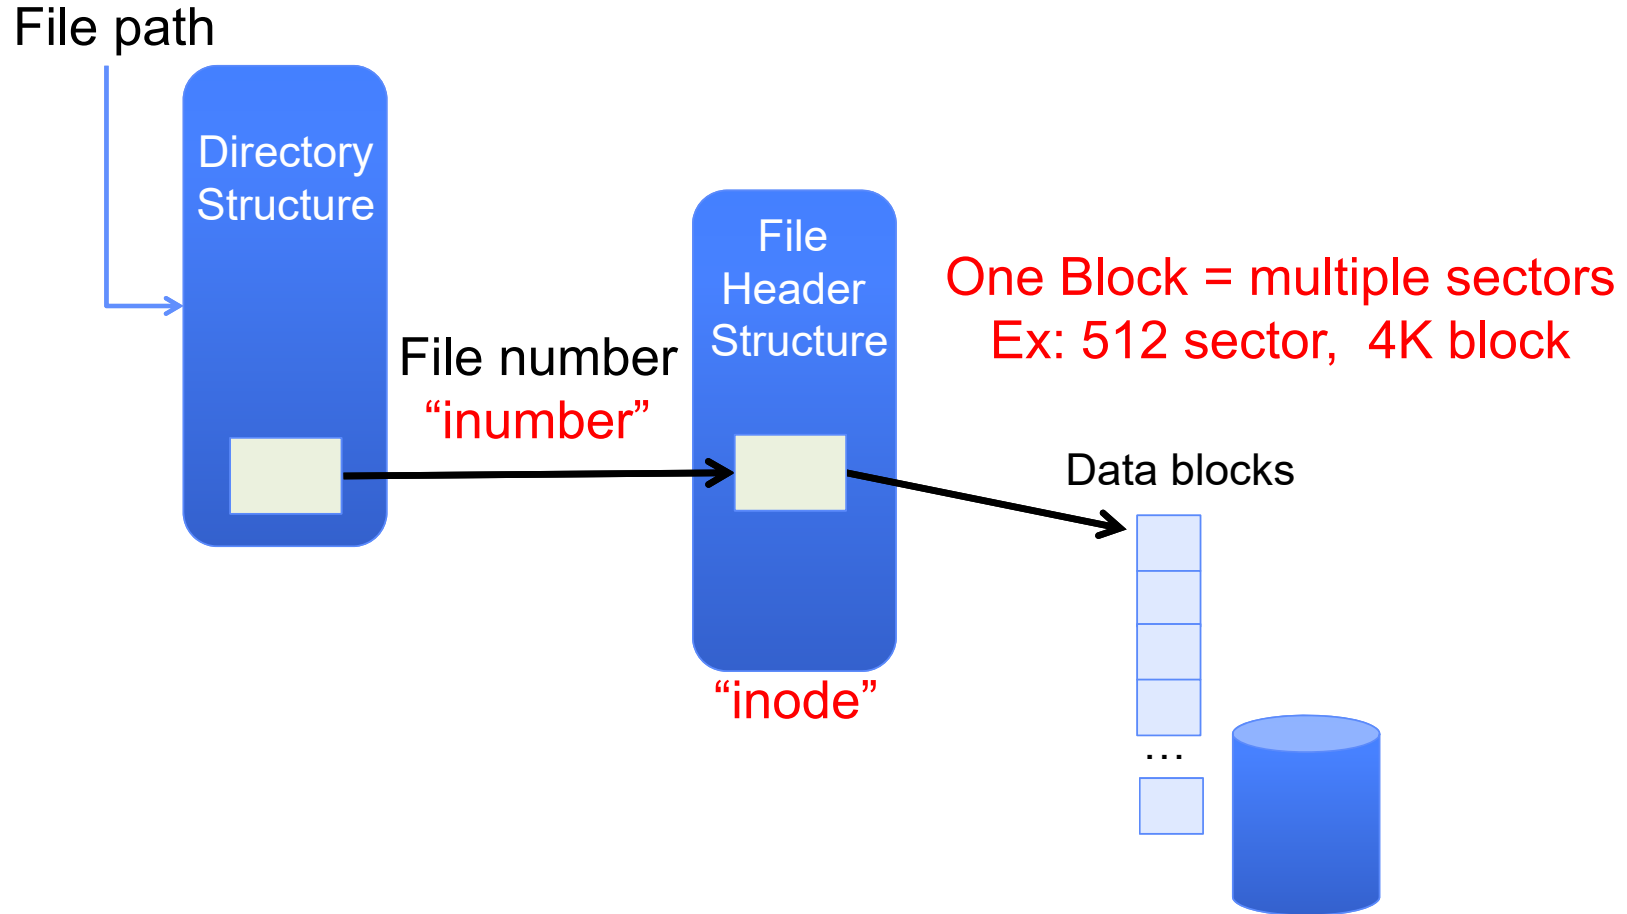 File path
Directory
Structure
File
Header
Structure
One Block = multiple sectors
Ex: 512 sector,  4K block
File number
“inumber”
Data blocks
“inode”
...